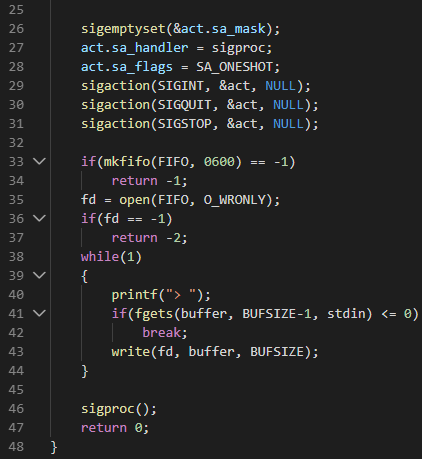 25
26 sigemptyset(&act.sa_mask);
27 act.sa_handler = sigproc;
28 act.sa_flags = SA_ONESHOT;
29 sigaction(SIGINT, &act, NULL);
30 sigaction(SIGQUIT, &act, NULL);
31 sigaction(SIGSTOP, &act, NULL);
32
33 if(mkfifo(FIFO, 0600) == -1)
34 return -1;
35 fd = open(FIFO, O_WRONLY);
36 if(fd == -1)
37 return -2;
38 while(1)
39 {
40 printf("> ");
41 if(fgets(buffer, BUFSIZE-1, stdin) <= 0)
42 break;
43 write(fd, buffer, BUFSIZE);
44 }
45
46 sigproc();
47 return 0;
48 }